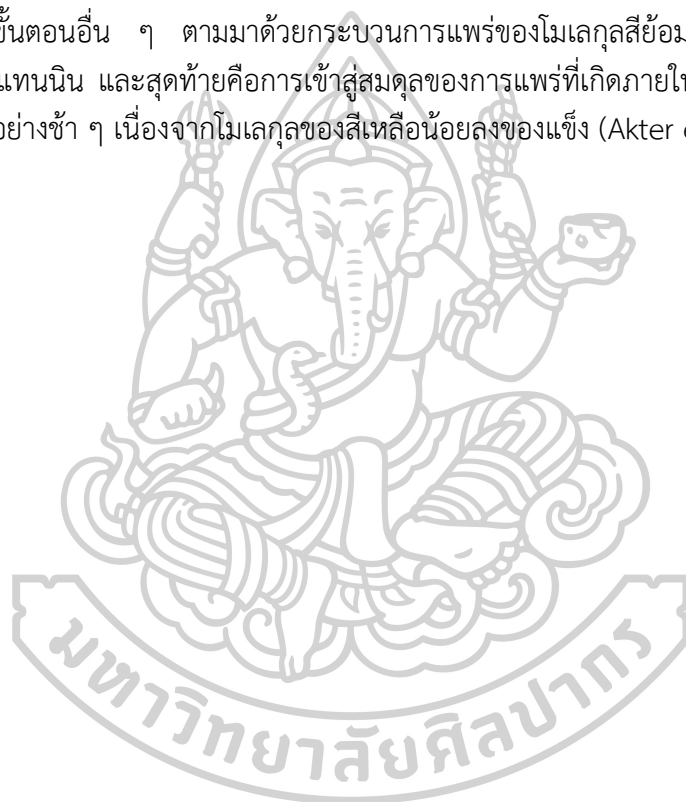 ขั้นตอนอื่น ๆ ตามมาด้วยกระบวนการแพร่ของโมเลกุลสีย้อม
แทนนิน และสุดท้ายคือการเข้าสู่สมดุลของการแพร่ที่เกิดภายใน
อย่างช้า ๆ เนื่องจากโมเลกุลของสีเหลือน้อยลงของแข็ง (Akter
มหาวิทยาลัยศิลปากร